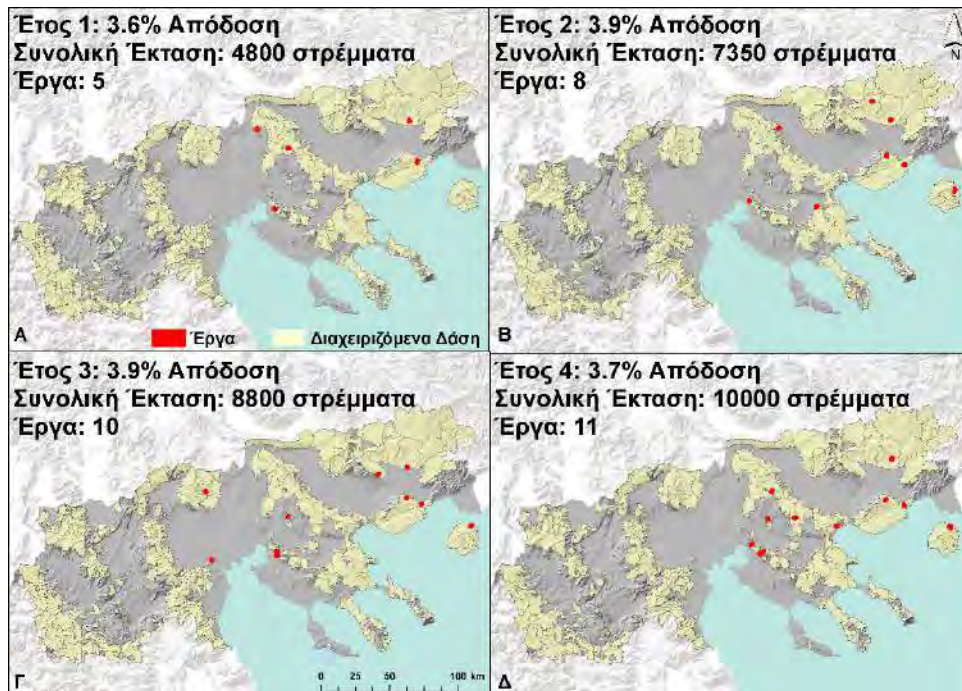 Έτος 1: 3.6% Απόδοση
Συνολική Έκταση: 4800 στρέμματα
Έργα: 5
Α
Έργα
Διαχειριζόμενα Δάση
Έτος 2: 3.9% Απόδοση
Συνολική Έκταση: 7350 στρέμματα
Έργα: 8
N
Β
Έτος 3: 3.9% Απόδοση
Συνολική Έκταση: 8800 στρέμματα
Έργα: 10
0 25 50 100 km
Γ
Έτος 4: 3.7% Απόδοση
Συνολική Έκταση: 10000 στρέμματα
Έργα: 11
Δ